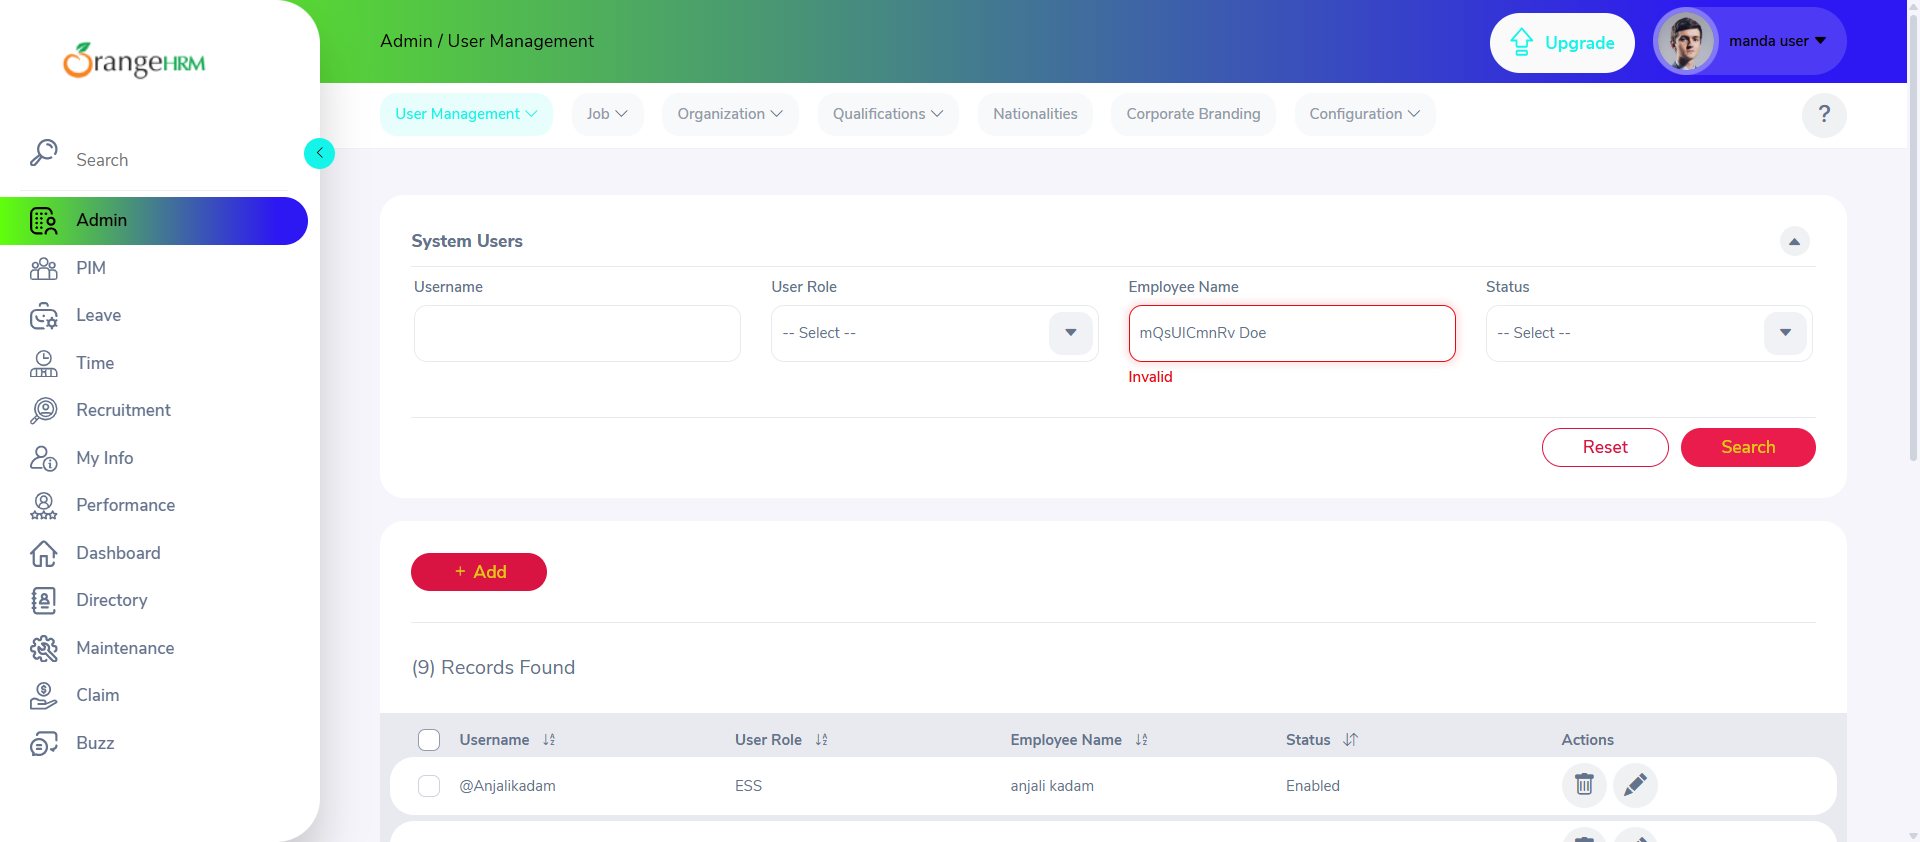 Admin / User Management
Upgrade
manda user
OrangeHRM
User Management
Job
Organization
Qualifications
Nationalities
Corporate Branding
Configuration
?
Search
Admin
PIM
Leave
Time
Recruitment
My Info
Performance
Dashboard
Directory
Maintenance
Claim
Buzz
System Users
Username
User Role
Employee Name
Status
-- Select --
mQsUlCmnRv Doe
-- Select --
Invalid
Reset
Search
+ Add
(9) Records Found
Username
User Role
Employee Name
Status
Actions
@Anjalikadam
ESS
anjali kadam
Enabled